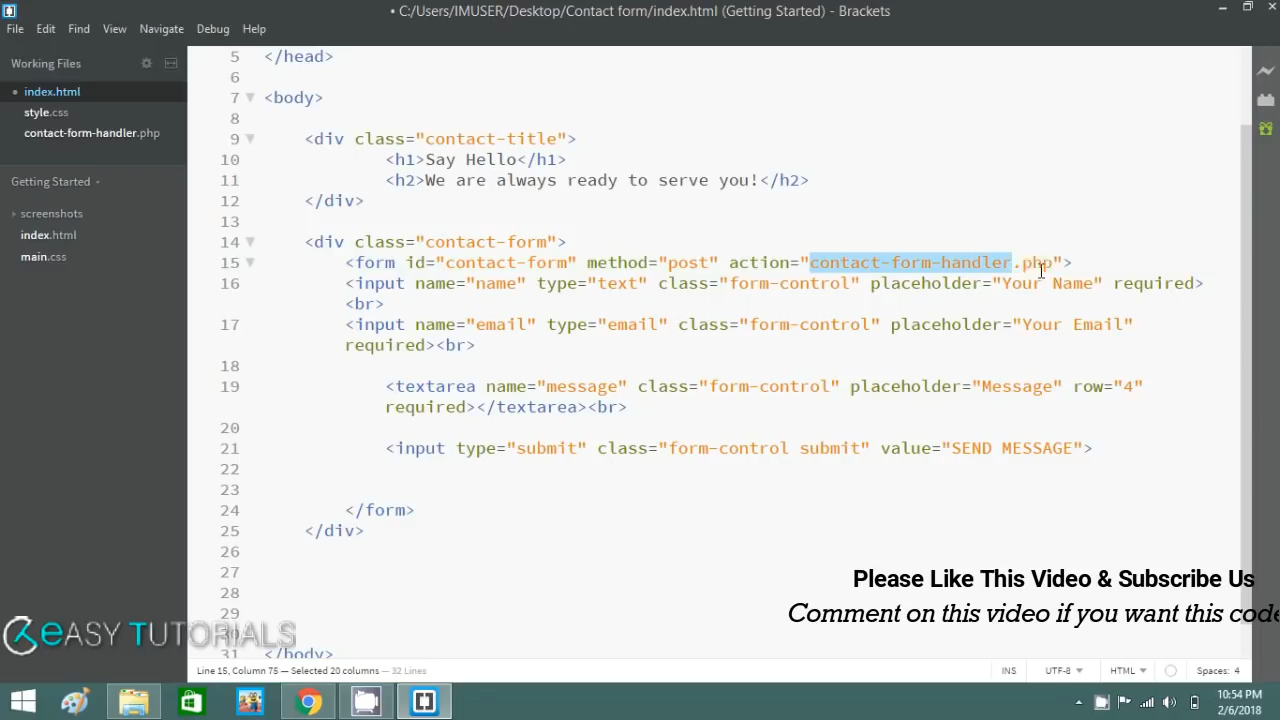 • C:/Users/IMUSER/Desktop/Contact form/index.html (Getting Started) - Brackets
File Edit Find View Navigate Debug Help
Working Files
index.html
style.css
contact-form-handler.php
Getting Started
screenshots
index.html
main.css
5 </head>
6
7 <body>
8
9 <div class="contact-title">
10 <h1>Say Hello</h1>
11 <h2>We are always ready to serve you!</h2>
12 </div>
13
14 <div class="contact-form">
15 <form id="contact-form" method="post" action="contact-form-handler.php">
16 <input name="name" type="text" class="form-control" placeholder="Your Name" required>
<br>
17 <input name="email" type="email" class="form-control" placeholder="Your Email"
required><br>
18
19 <textarea name="message" class="form-control" placeholder="Message" row="4"
required></textarea><br>
20
21 <input type="submit" class="form-control submit" value="SEND MESSAGE">
22
23
24 </form>
25 </div>
26
27
28
29
30
31 </body>
Please Like This Video & Subscribe Us
Comment on this video if you want this code
eASY TUTORIALS
Line 15, Column 75 — Selected 20 columns — 32 Lines
INS UTF-8 HTML Spaces: 4
10:54 PM
2/6/2018